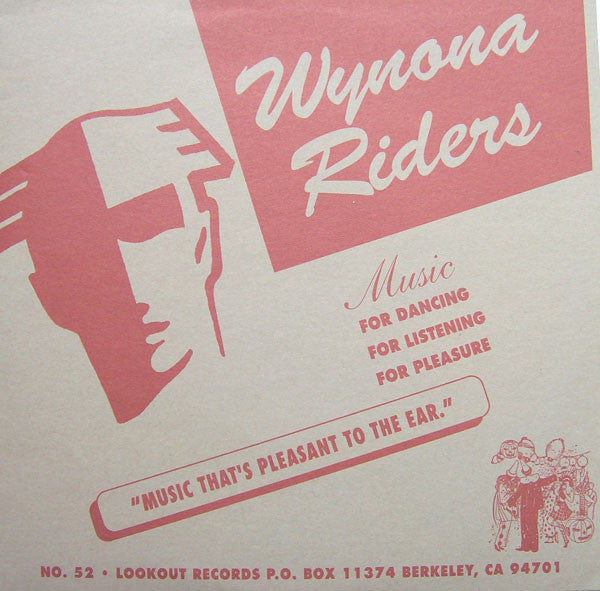 Wynona
Riders
Music
FOR DANCING
FOR LISTENING
FOR PLEASURE
"MUSIC THAT'S PLEASANT TO THE EAR."
NO. 52 • LOOKOUT RECORDS P.O. BOX 11374 BERKELEY, CA 94701